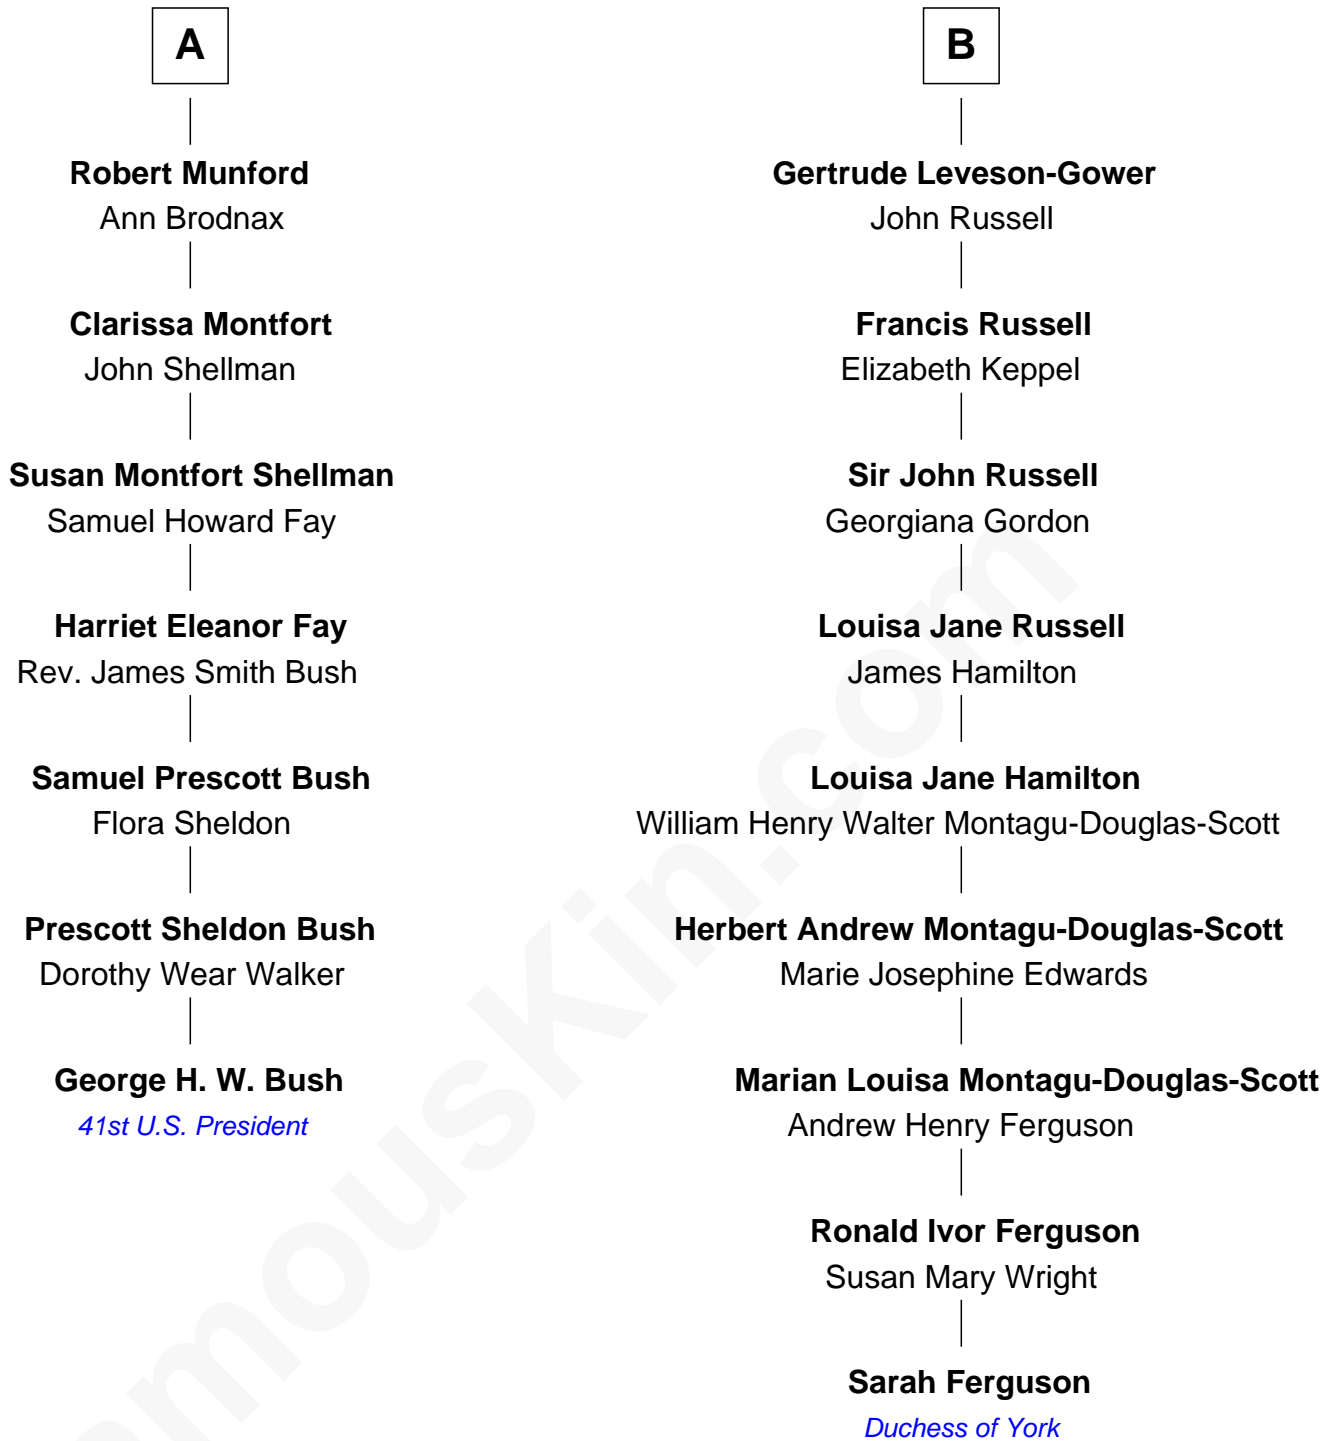 A
Robert Munford
Ann Brodnax
Clarissa Montfort
John Shellman
Susan Montfort Shellman
Samuel Howard Fay
Harriet Eleanor Fay
Rev. James Smith Bush
Samuel Prescott Bush
Flora Sheldon
Prescott Sheldon Bush
Dorothy Wear Walker
George H. W. Bush
41st U.S. President
B
Gertrude Leveson-Gower
John Russell
Francis Russell
Elizabeth Keppel
Sir John Russell
Georgiana Gordon
Louisa Jane Russell
James Hamilton
Louisa Jane Hamilton
William Henry Walter Montagu-Douglas-Scott
Herbert Andrew Montagu-Douglas-Scott
Marie Josephine Edwards
Marian Louisa Montagu-Douglas-Scott
Andrew Henry Ferguson
Ronald Ivor Ferguson
Susan Mary Wright
Sarah Ferguson
Duchess of York
mousKin.com